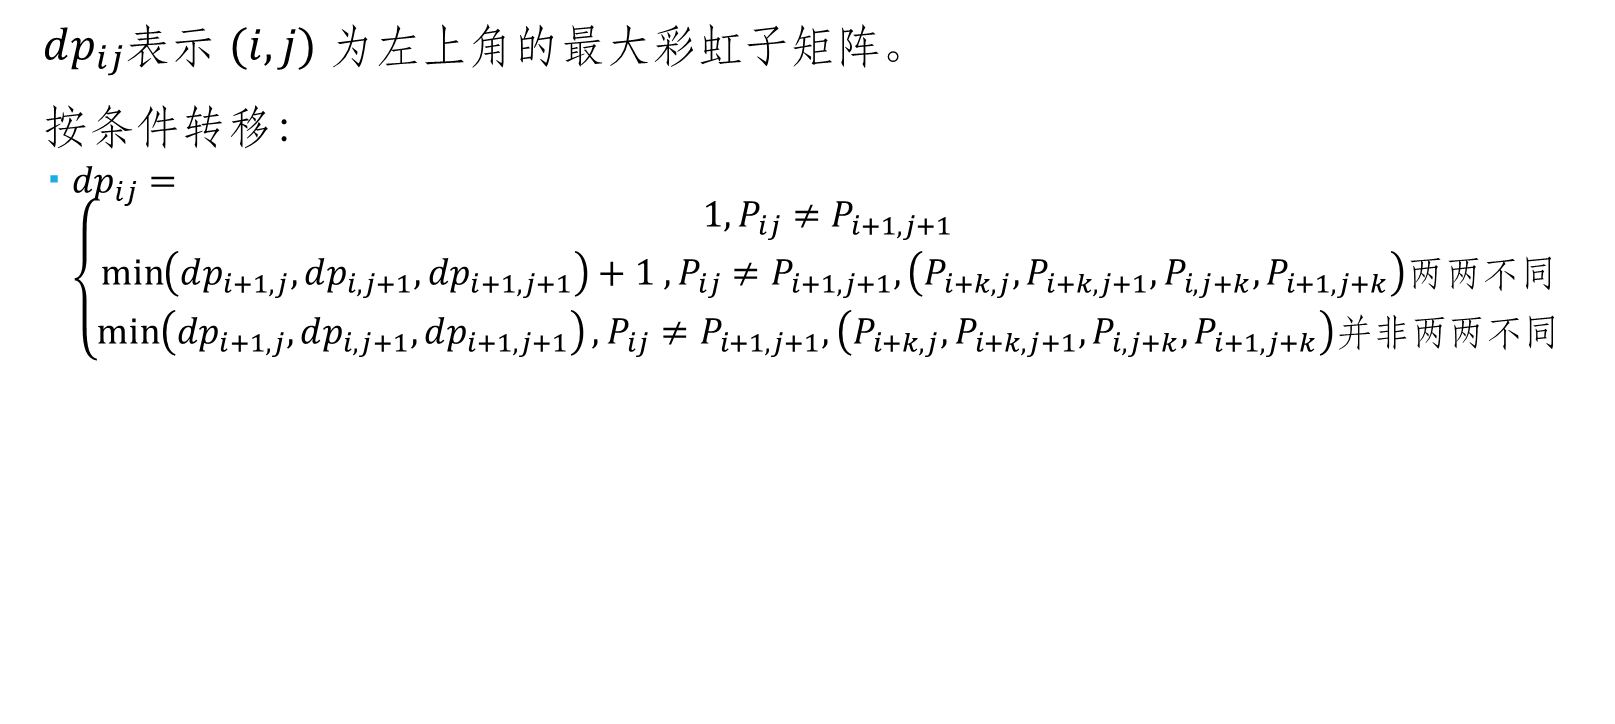 dp_{ij}表示 (i,j) 为左上角的最大彩虹子矩阵。
按条件转移：
▪ dp_{ij} =
1, P_{ij} ≠ P_{i+1,j+1}
min(dp_{i+1,j}, dp_{i,j+1}, dp_{i+1,j+1}) + 1 , P_{ij} ≠ P_{i+1,j+1}, (P_{i+k,j}, P_{i+k,j+1}, P_{i,j+k}, P_{i+1,j+k})两两不同
min(dp_{i+1,j}, dp_{i,j+1}, dp_{i+1,j+1}) , P_{ij} ≠ P_{i+1,j+1}, (P_{i+k,j}, P_{i+k,j+1}, P_{i,j+k}, P_{i+1,j+k})并非两两不同